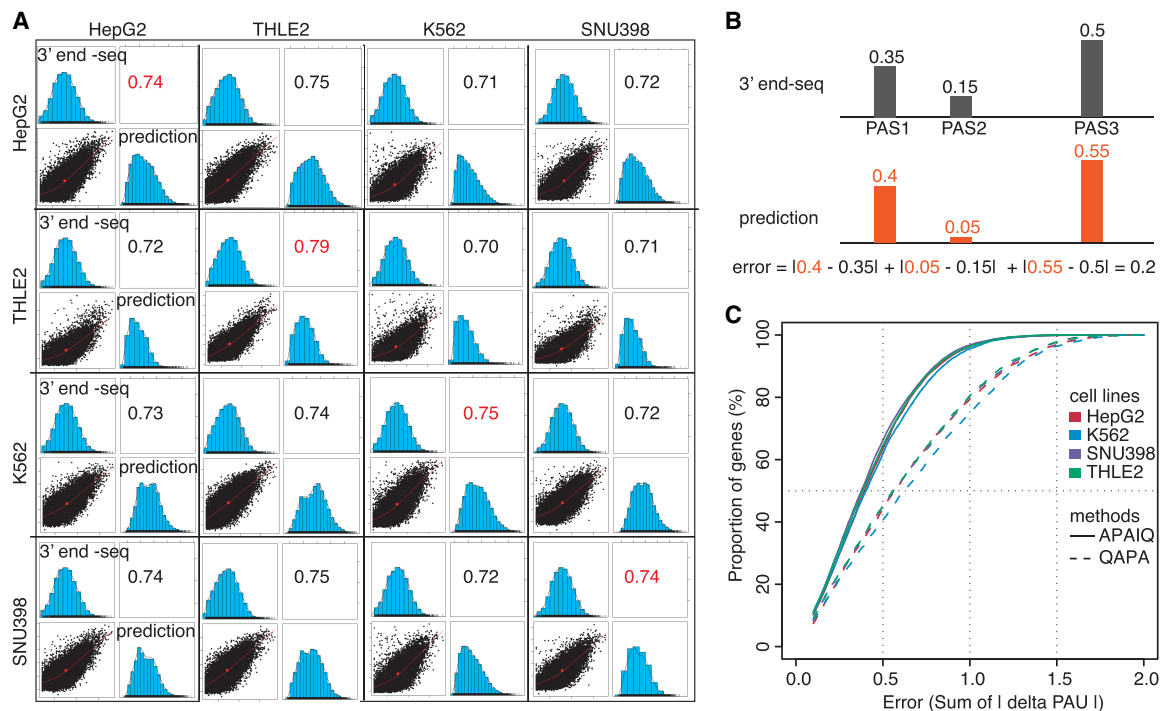 A
HepG2 THLE2 K562 SNU398
HepG2
3’ end -seq
0.74 0.75 0.71 0.72
prediction
THLE2
3’ end -seq
0.72 0.79 0.70 0.71
prediction
K562
3’ end -seq
0.73 0.74 0.75 0.72
prediction
SNU398
3’ end -seq
0.74 0.75 0.72 0.74
prediction
B
3’ end-seq
0.35 0.15 0.5
PAS1 PAS2 PAS3
prediction
0.4 0.05 0.55
error = |0.4 - 0.35| + |0.05 - 0.15| + |0.55 - 0.5| = 0.2
C
Proportion of genes (%)
100
80
60
40
20
0
0.0 0.5 1.0 1.5 2.0
Error (Sum of | delta PAU |)
cell lines
HepG2
K562
SNU398
THLE2
methods
APAIQ
QAPA